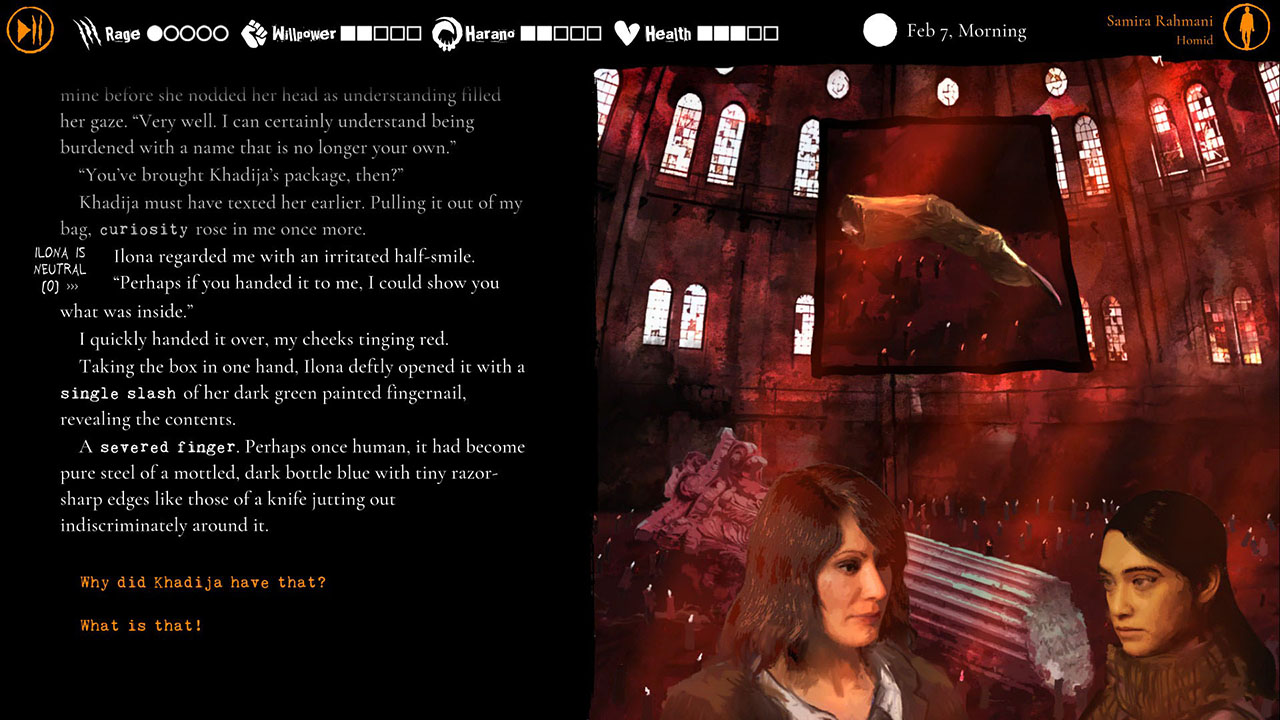 Rage Willpower Harano Health Feb 7, Morning Samira Rahmani
Homid
mine before she nodded her head as understanding filled
her gaze. “Very well. I can certainly understand being
burdened with a name that is no longer your own.”
“You’ve brought Khadija’s package, then?”
Khadija must have texted her earlier. Pulling it out of my
bag, curiosity rose in me once more.
ILONA IS
NEUTRAL
[0] »›
Ilona regarded me with an irritated half-smile.
“Perhaps if you handed it to me, I could show you
what was inside.”
I quickly handed it over, my cheeks tinging red.
Taking the box in one hand, Ilona deftly opened it with a
single slash of her dark green painted fingernail,
revealing the contents.
A severed finger. Perhaps once human, it had become
pure steel of a mottled, dark bottle blue with tiny razor-
sharp edges like those of a knife jutting out
indiscriminately around it.
Why did Khadija have that?
What is that!